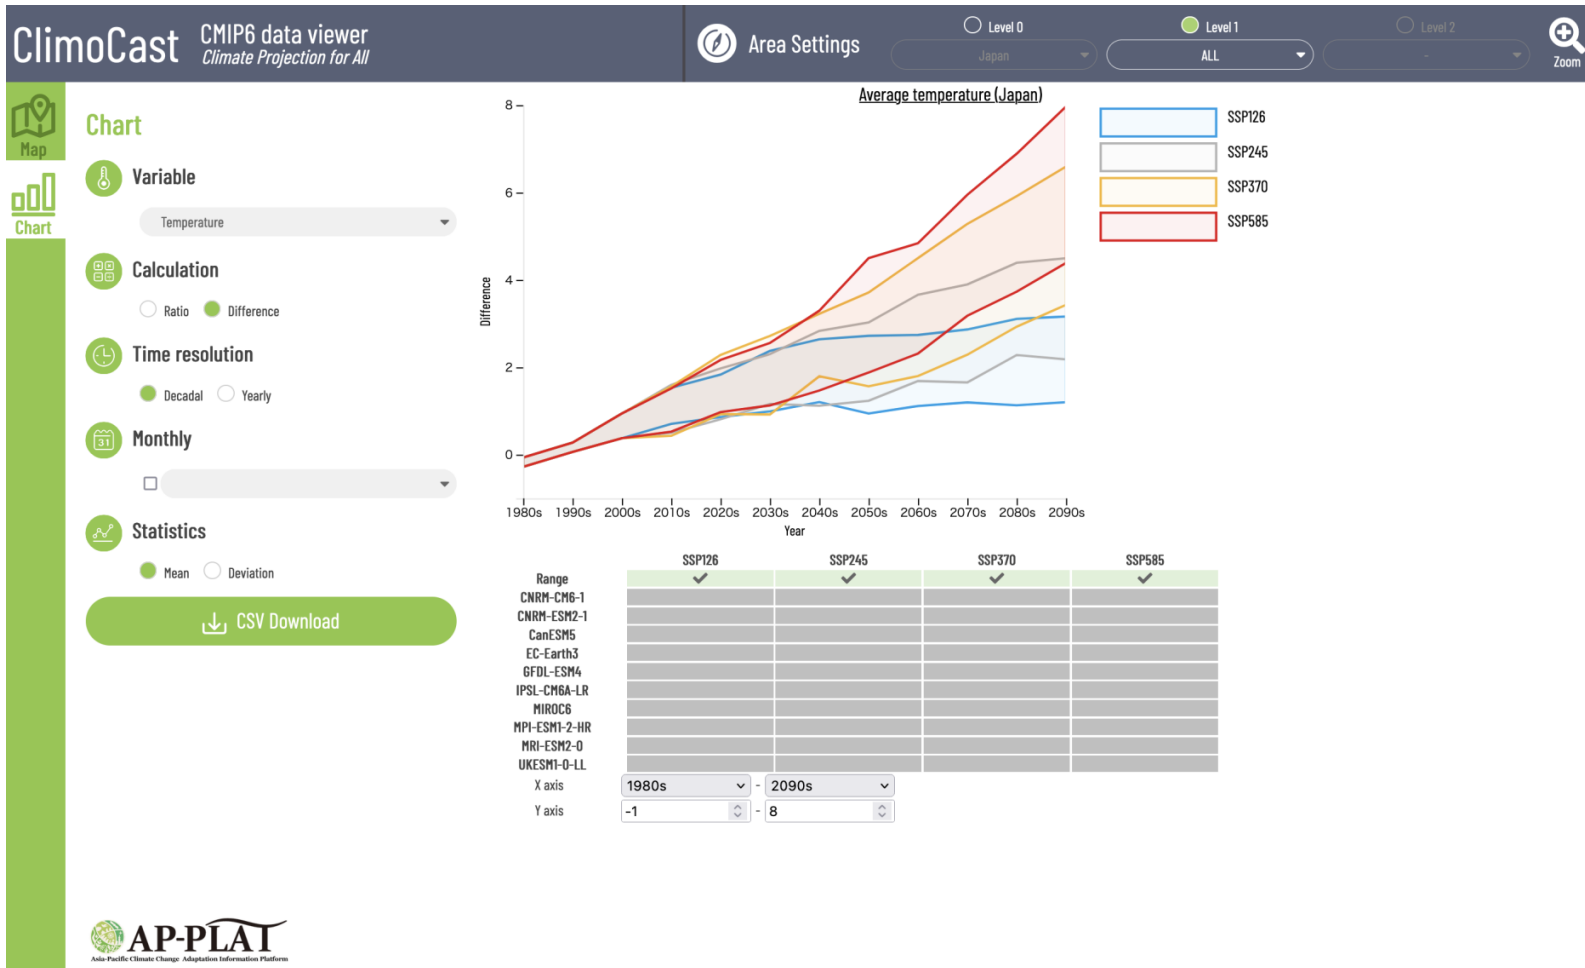 ClimoCast
CMIP6 data viewer
Climate Projection for All
Area Settings
Level 0
Japan
Level 1
ALL
Level 2
-
Zoom
Map
Chart
Chart
Variable
Temperature
Calculation
Ratio Difference
Time resolution
Decadal Yearly
31 Monthly
Statistics
Mean Deviation
CSV Download
Average temperature (Japan)
Difference
8
6
4
2
0
1980s 1990s 2000s 2010s 2020s 2030s 2040s 2050s 2060s 2070s 2080s 2090s
Year
SSP126
SSP245
SSP370
SSP585
SSP126 SSP245 SSP370 SSP585
Range
CNRM-CM6-1
CNRM-ESM2-1
CanESM5
EC-Earth3
GFDL-ESM4
IPSL-CM6A-LR
MIROC6
MPI-ESM1-2-HR
MRI-ESM2-0
UKESM1-0-LL
X axis 1980s - 2090s
Y axis -1 - 8
AP-PLAT
Asia-Pacific Climate Change Adaptation Information Platform